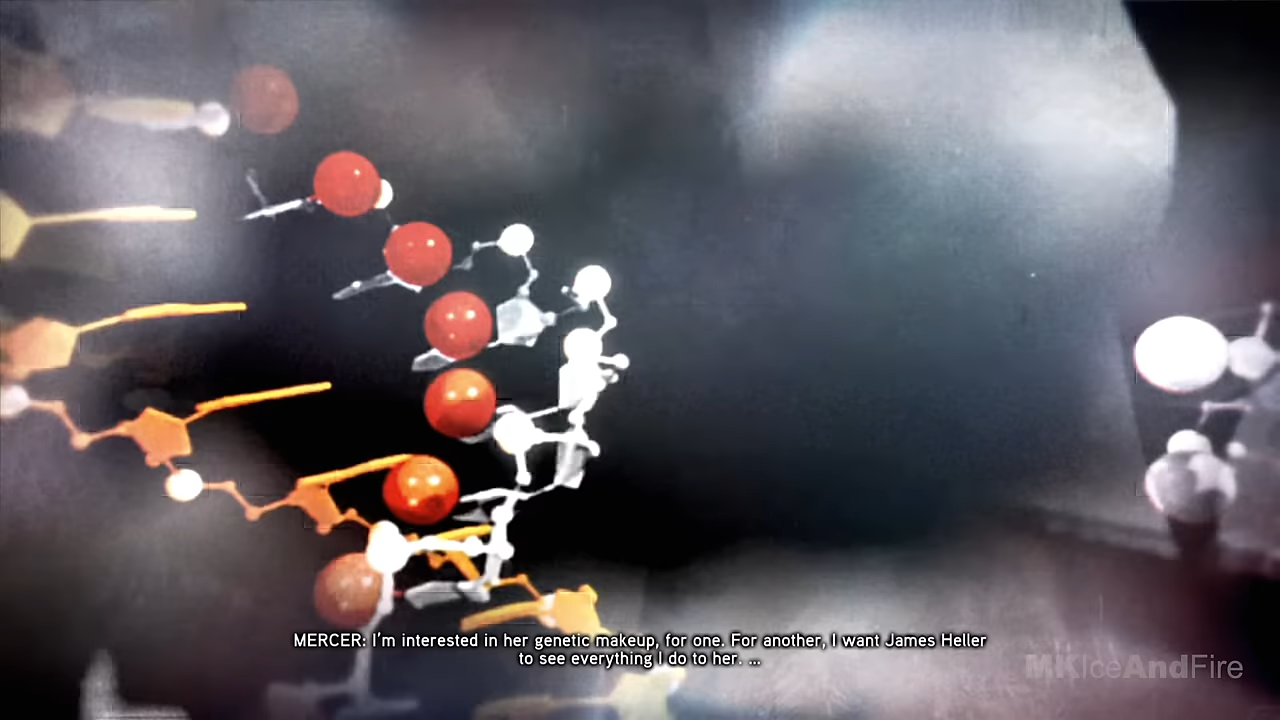 MERCER: I'm interested in her genetic makeup, for one. For another, I want James Heller
to see everything I do to her. ...
MKIceAndFire